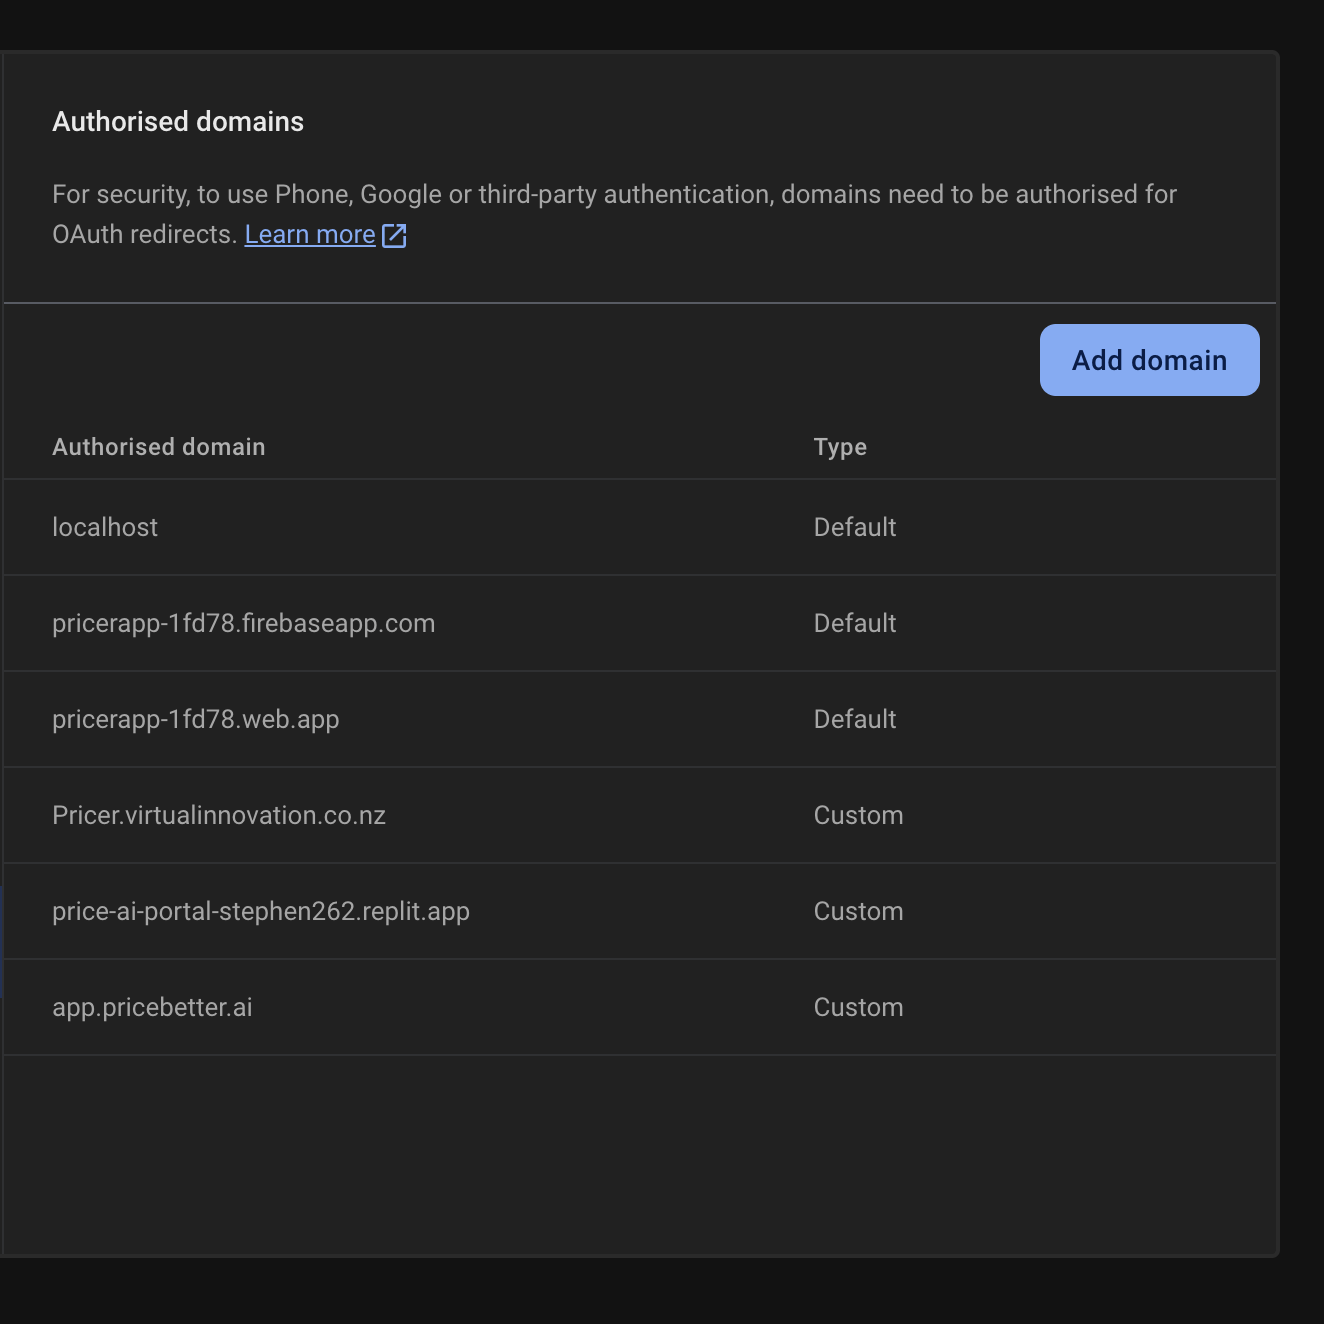 Authorised domains
For security, to use Phone, Google or third-party authentication, domains need to be authorised for
OAuth redirects. Learn more
Add domain
Authorised domain Type
localhost Default
pricerapp-1fd78.firebaseapp.com Default
pricerapp-1fd78.web.app Default
Pricer.virtualinnovation.co.nz Custom
price-ai-portal-stephen262.replit.app Custom
app.pricebetter.ai Custom